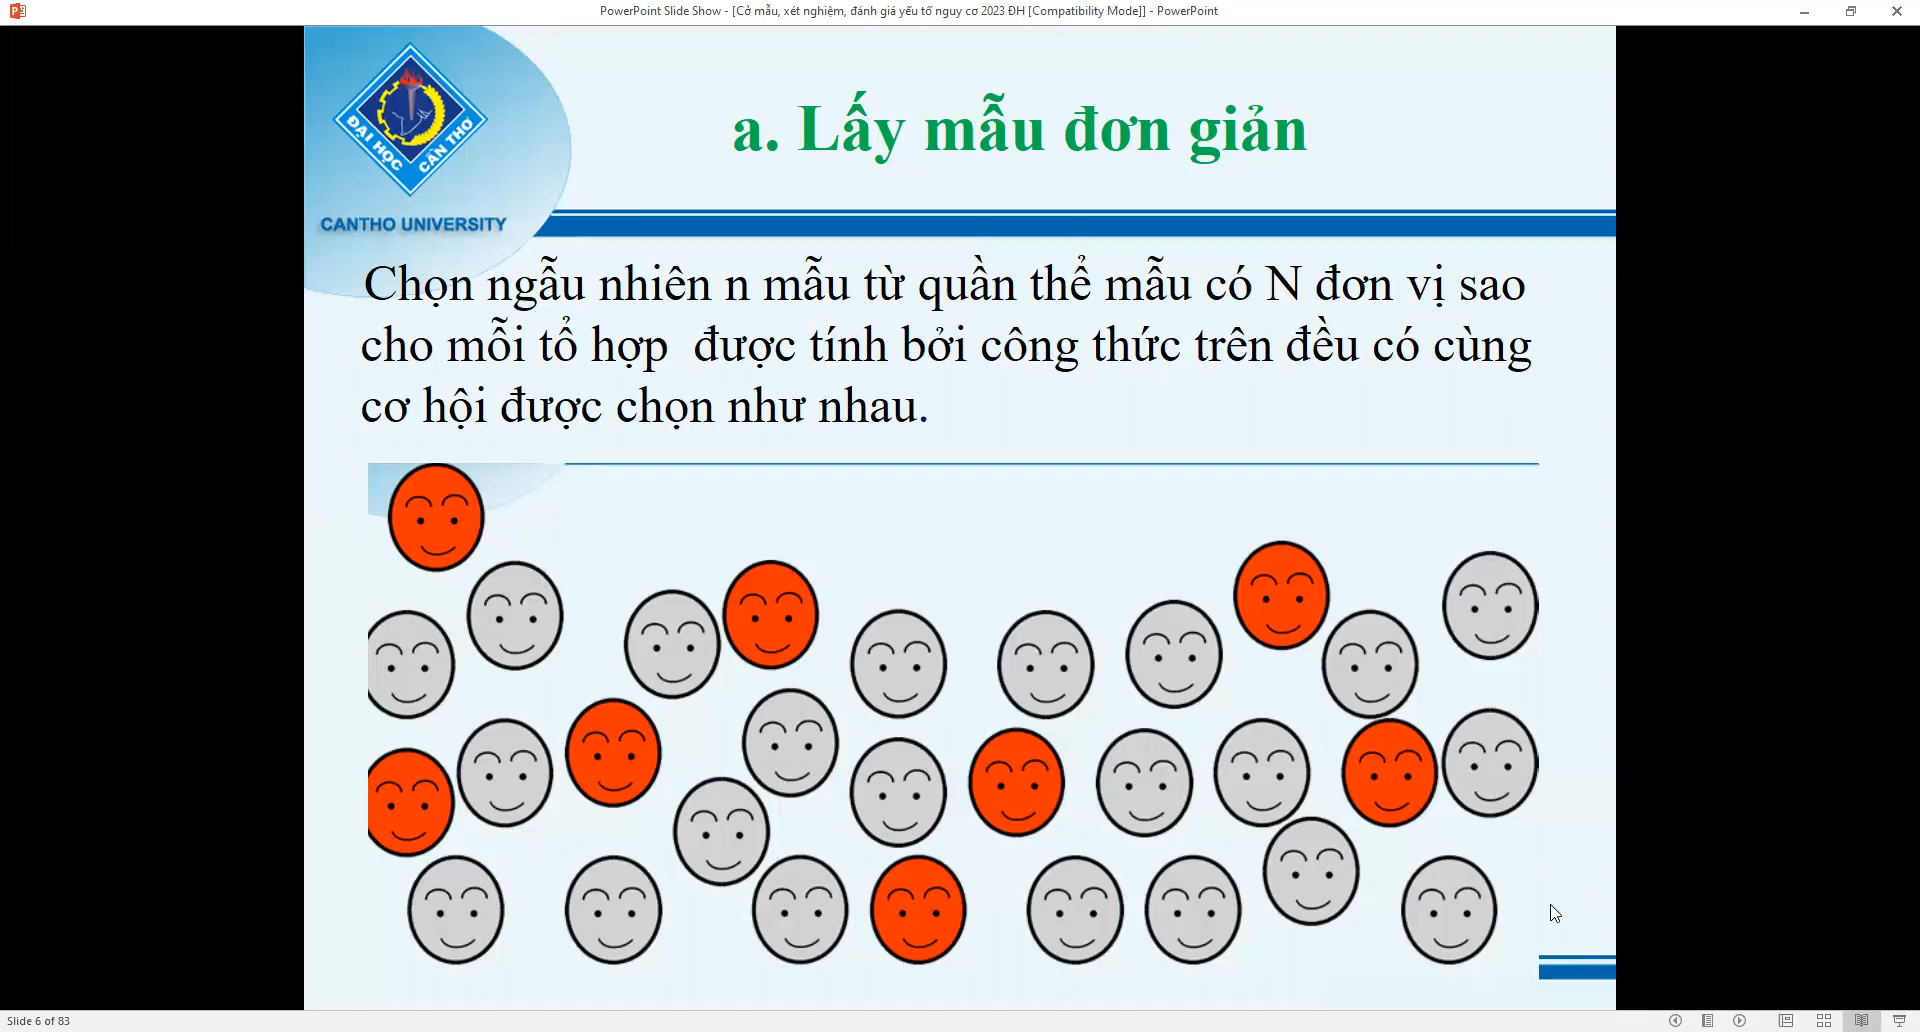 PowerPoint Slide Show - [Cở mẫu, xét nghiệm, đánh giá yếu tố nguy cơ 2023 ĐH [Compatibility Mode]] - PowerPoint
ĐẠI HỌC CẦN THƠ
CANTHO UNIVERSITY
a. Lấy mẫu đơn giản
Chọn ngẫu nhiên n mẫu từ quần thể mẫu có N đơn vị sao
cho mỗi tổ hợp được tính bởi công thức trên đều có cùng
cơ hội được chọn như nhau.
Slide 6 of 83